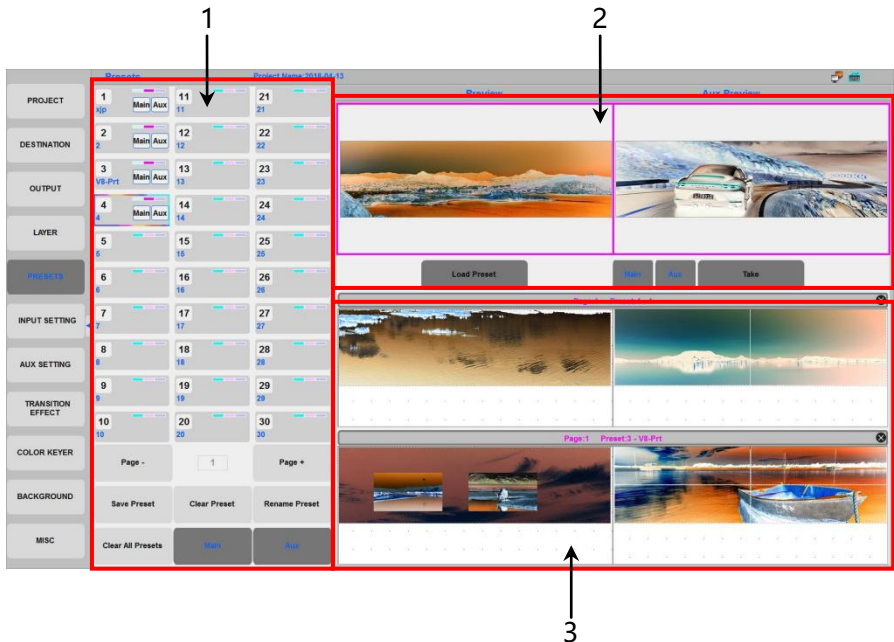 1
2
Presets
Project Name:2018-04-13
Preview
Aux Preview
PROJECT
DESTINATION
OUTPUT
LAYER
PRESETS
INPUT SETTING
AUX SETTING
TRANSITION
EFFECT
COLOR KEYER
BACKGROUND
MISC
1
xjp
Main Aux
11
11
21
21
2
2
Main Aux
12
12
22
22
3
V8-Prt
Main Aux
13
13
23
23
4
4
Main Aux
14
14
24
24
5
5
15
15
25
25
6
6
16
16
26
26
7
7
17
17
27
27
8
8
18
18
28
28
9
9
19
19
29
29
10
10
20
20
30
30
Page -
1
Page +
Save Preset
Clear Preset
Rename Preset
Clear All Presets
Main
Aux
Load Preset
Main
Aux
Take
Page:1 Preset:3 - V8-Prt
3